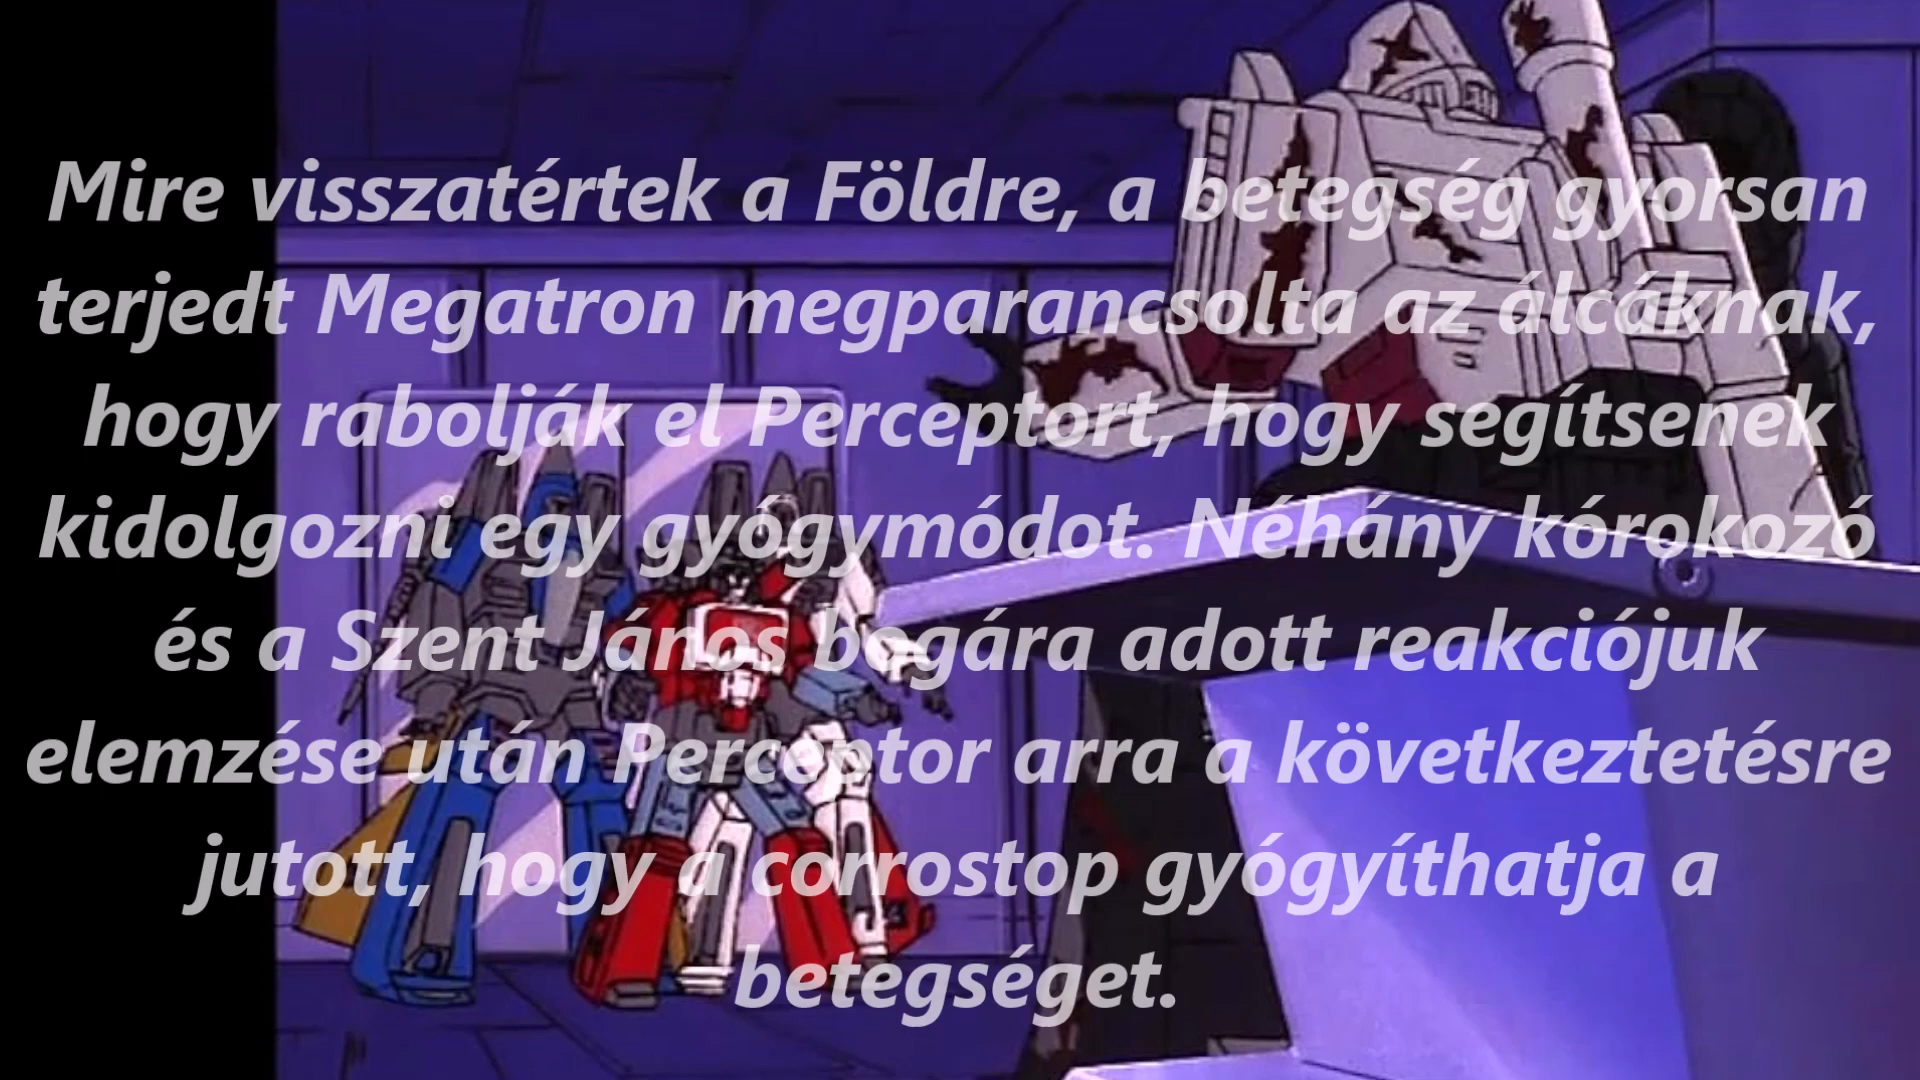 Mire visszatértek a Földre, a betegség gyorsan
terjedt Megatron megparancsolta az álcáknak,
hogy rabolják el Perceptort, hogy segítsenek
kidolgozni egy gyógymódot. Néhány kórokozó
és a Szent János bogára adott reakciójuk
elemzése után Perceptor arra a következtetésre
jutott, hogy a corrostop gyógyíthatja a
betegséget.